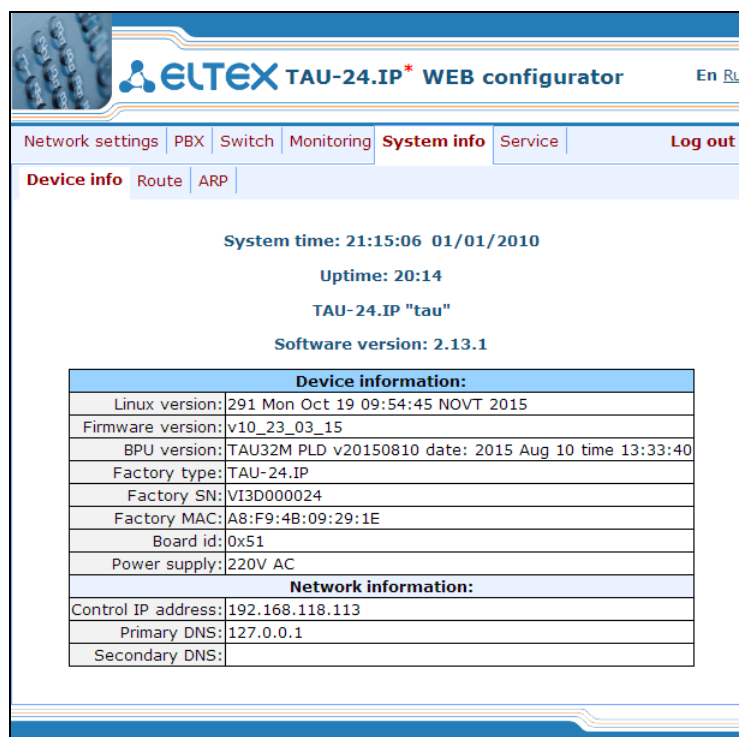 ELTEX TAU-24.IP* WEB configurator En Ru
Network settings PBX Switch Monitoring System info Service Log out
Device info Route ARP
System time: 21:15:06 01/01/2010
Uptime: 20:14
TAU-24.IP "tau"
Software version: 2.13.1
Device information:
Linux version: 291 Mon Oct 19 09:54:45 NOVT 2015
Firmware version: v10_23_03_15
BPU version: TAU32M PLD v20150810 date: 2015 Aug 10 time 13:33:40
Factory type: TAU-24.IP
Factory SN: VI3D000024
Factory MAC: A8:F9:4B:09:29:1E
Board id: 0x51
Power supply: 220V AC
Network information:
Control IP address: 192.168.118.113
Primary DNS: 127.0.0.1
Secondary DNS: